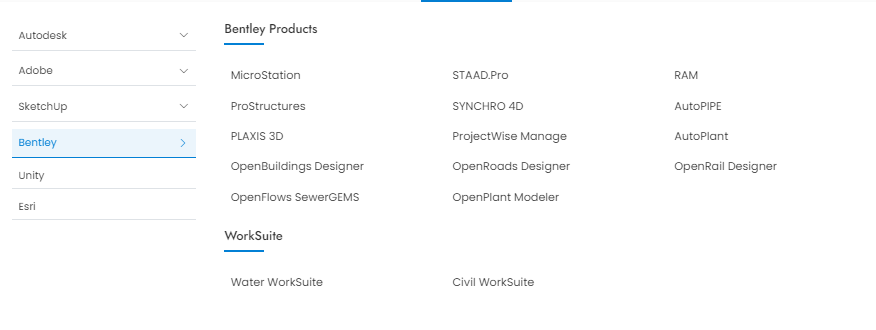 Autodesk
Adobe
SketchUp
Bentley
Unity
Esri
Bentley Products
MicroStation STAAD.Pro RAM
ProStructures SYNCHRO 4D AutoPIPE
PLAXIS 3D ProjectWise Manage AutoPlant
OpenBuildings Designer OpenRoads Designer OpenRail Designer
OpenFlows SewerGEMS OpenPlant Modeler
WorkSuite
Water WorkSuite Civil WorkSuite